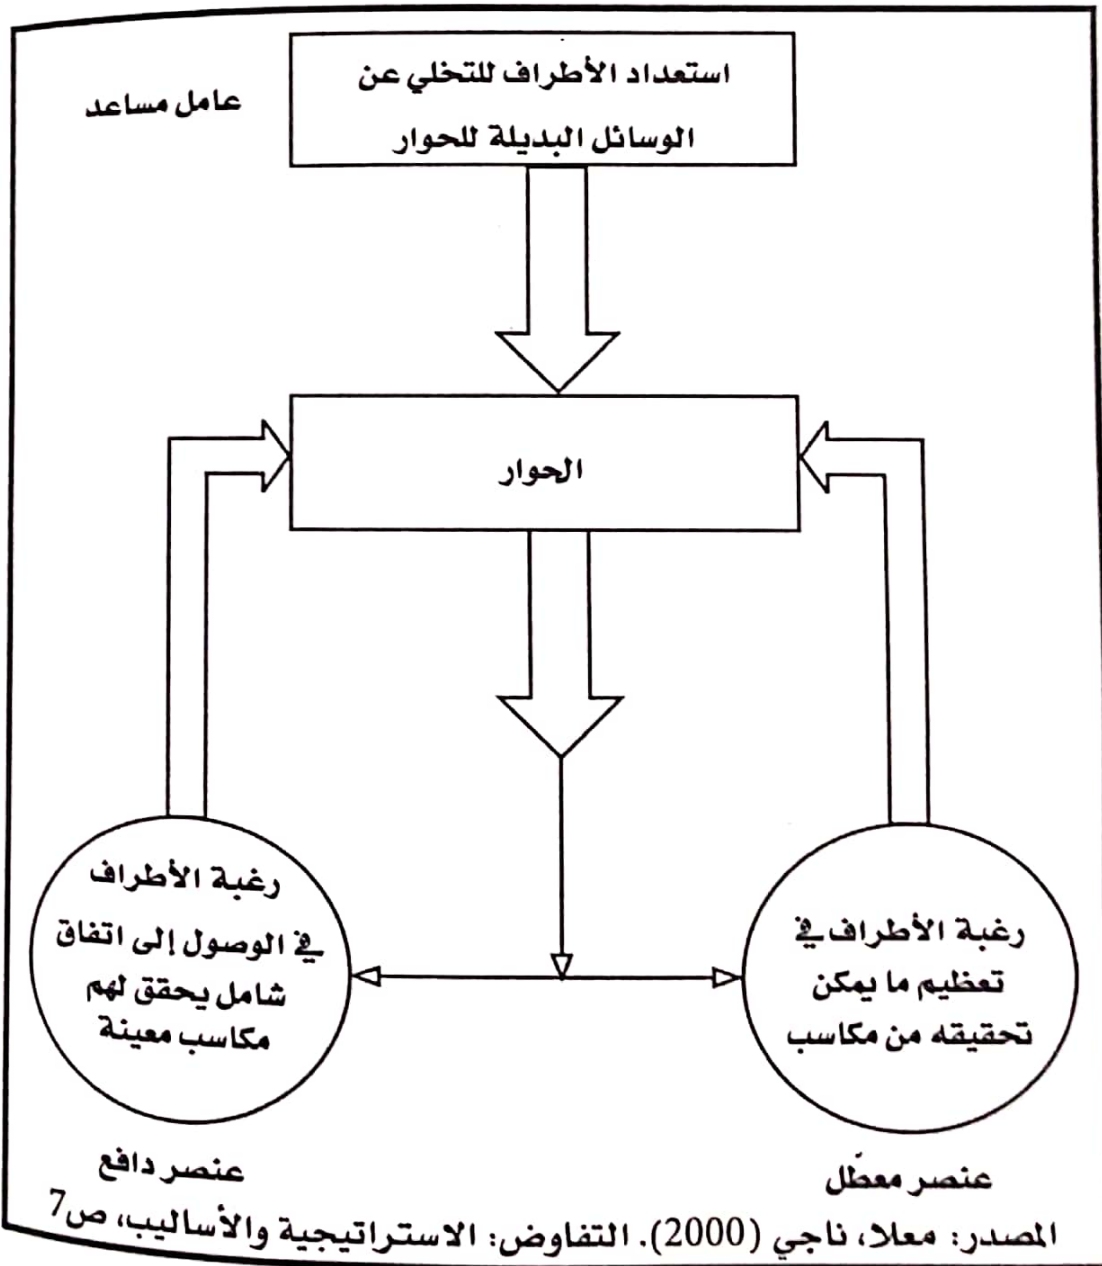 استعداد الأطراف للتخلي عن
الوسائل البديلة للحوار
عامل مساعد
الحوار
رغبة الأطراف في
تعظيم ما يمكن
تحقيقه من مكاسب
عنصر معطّل
رغبة الأطراف
في الوصول إلى اتفاق
شامل يحقق لهم
مكاسب معينة
عنصر دافع
المصدر: معلا، ناجي (2000). التفاوض: الاستراتيجية والأساليب، ص7